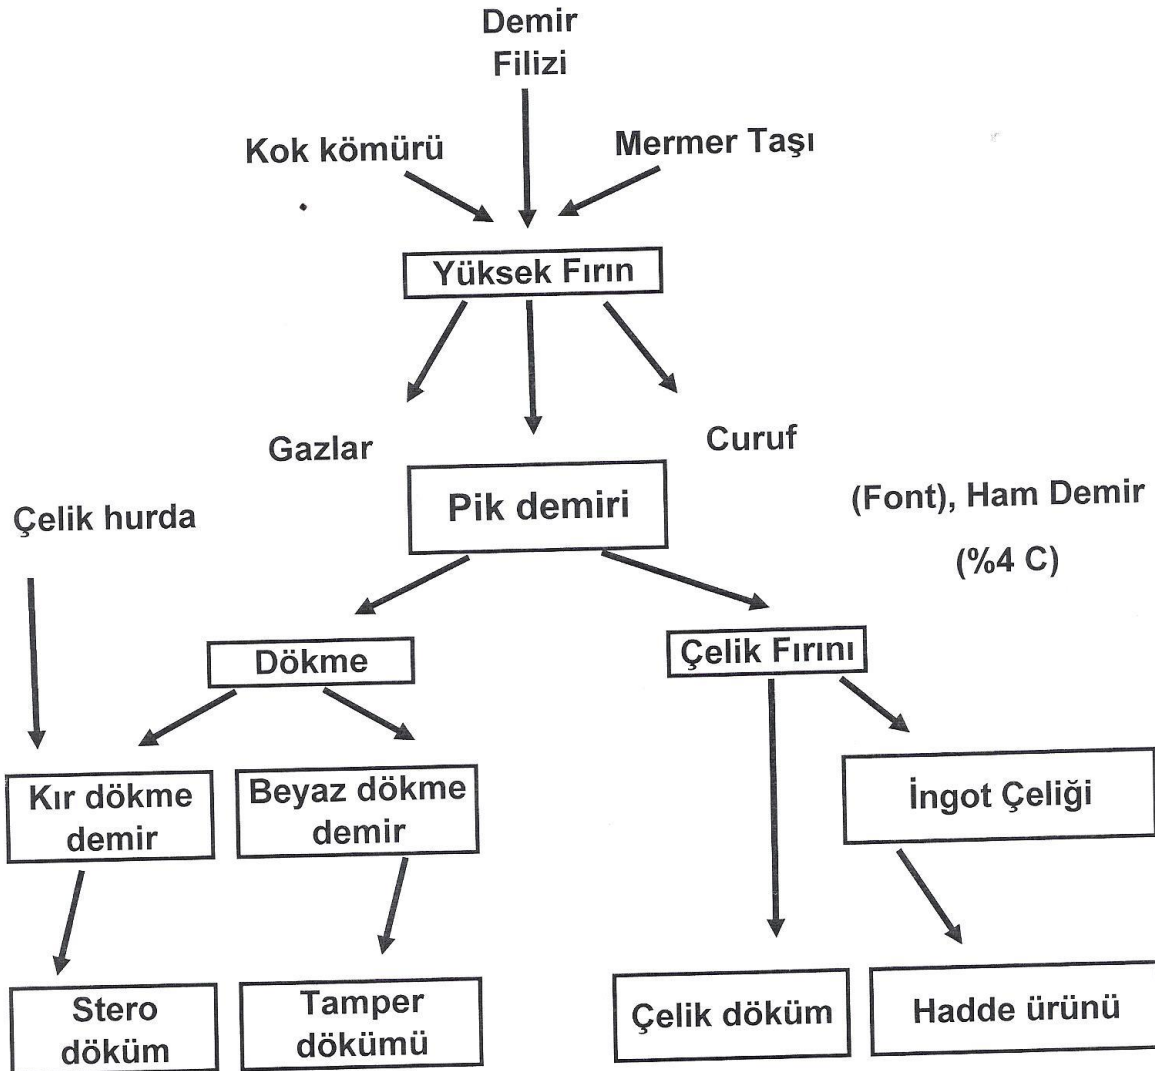 Demir
Filizi
Kok kömürü
Mermer Taşı
Yüksek Fırın
Gazlar
Curuf
Pik demiri
(Font), Ham Demir
(%4 C)
Çelik hurda
Dökme
Çelik Fırını
Kır dökme
demir
Beyaz dökme
demir
İngot Çeliği
Stero
döküm
Tamper
dökümü
Çelik döküm
Hadde ürünü